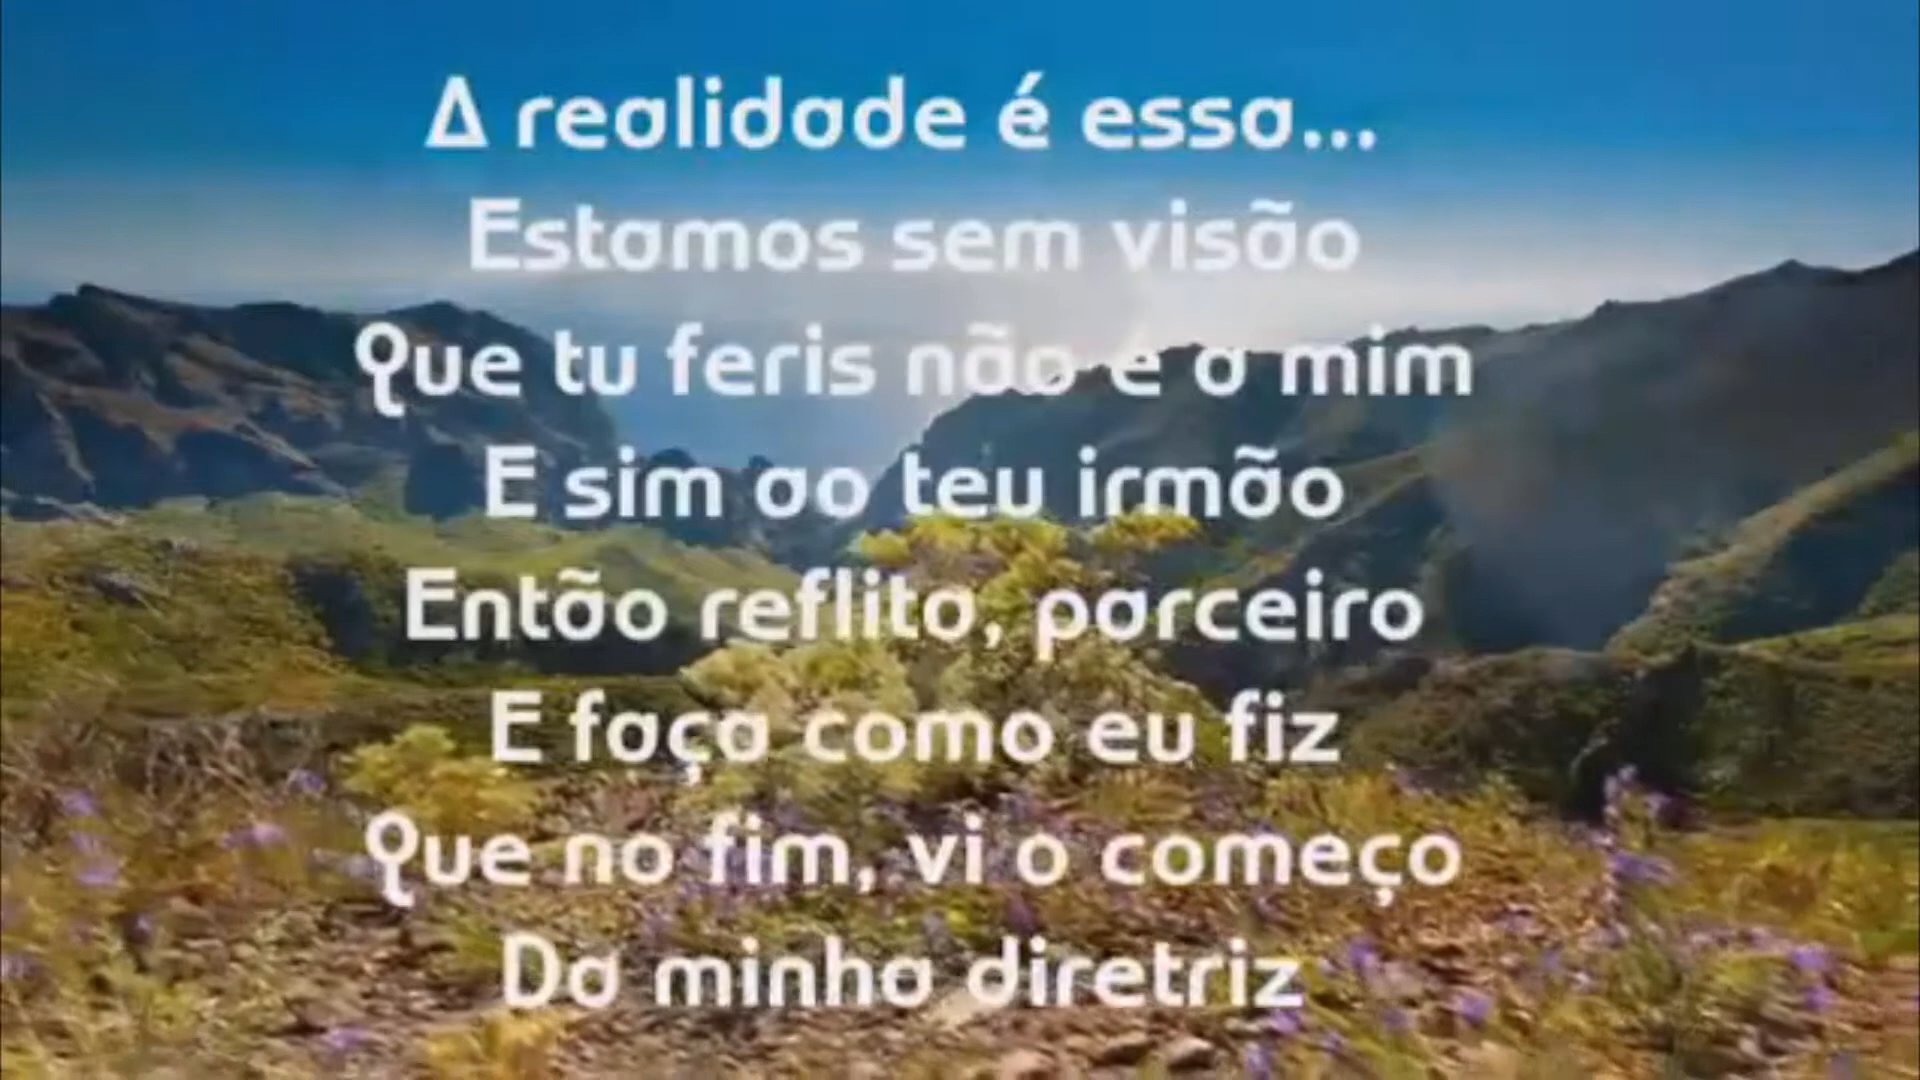 A realidade é essa...
Estamos sem visão
Que tu feris não é a mim
E sim ao teu irmão
Então reflita, parceiro
E faça como eu fiz
Que no fim, vi o começo
Da minha diretriz